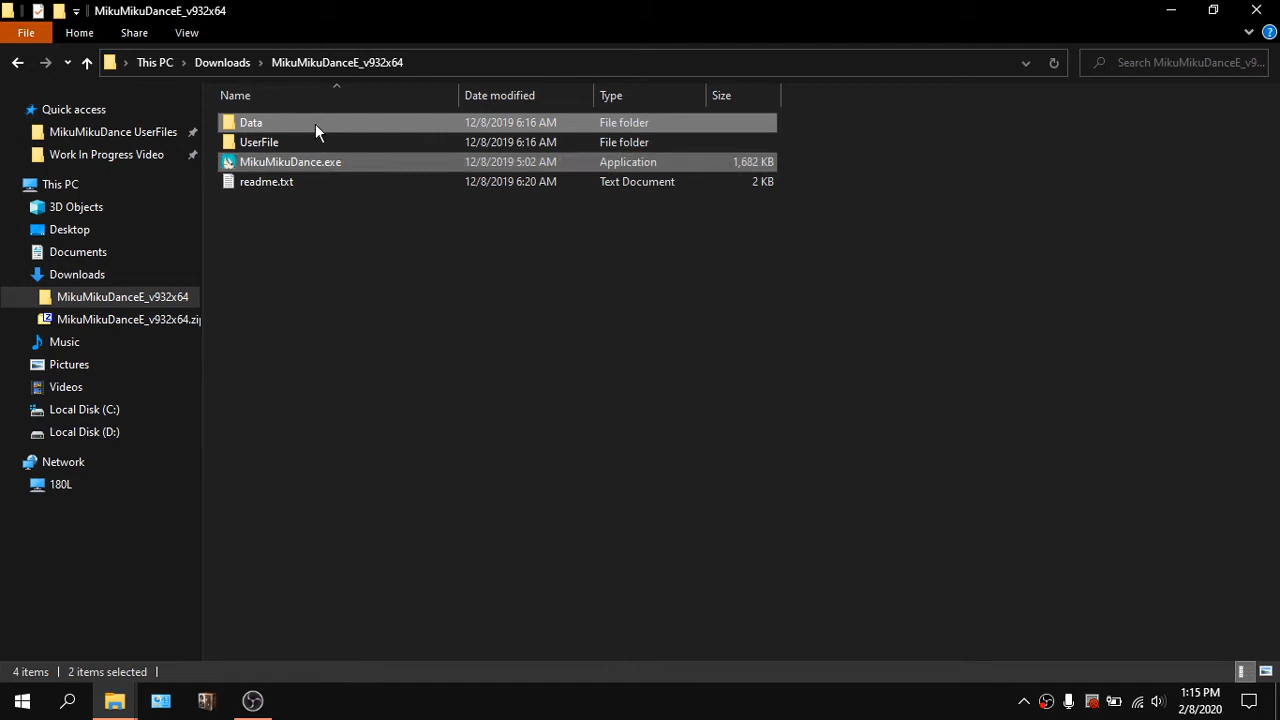 MikuMikuDanceE_v932x64
File Home Share View
This PC Downloads MikuMikuDanceE_v932x64 Search MikuMikuDanceE_v9...
Name Date modified Type Size
Quick access
MikuMikuDance UserFiles
Work In Progress Video
This PC
3D Objects
Desktop
Documents
Downloads
MikuMikuDanceE_v932x64
MikuMikuDanceE_v932x64.zip
Music
Pictures
Videos
Local Disk (C:)
Local Disk (D:)
Network
180L
Data 12/8/2019 6:16 AM File folder
UserFile 12/8/2019 6:16 AM File folder
MikuMikuDance.exe 12/8/2019 5:02 AM Application 1,682 KB
readme.txt 12/8/2019 6:20 AM Text Document 2 KB
4 items 2 items selected
1:15 PM
2/8/2020